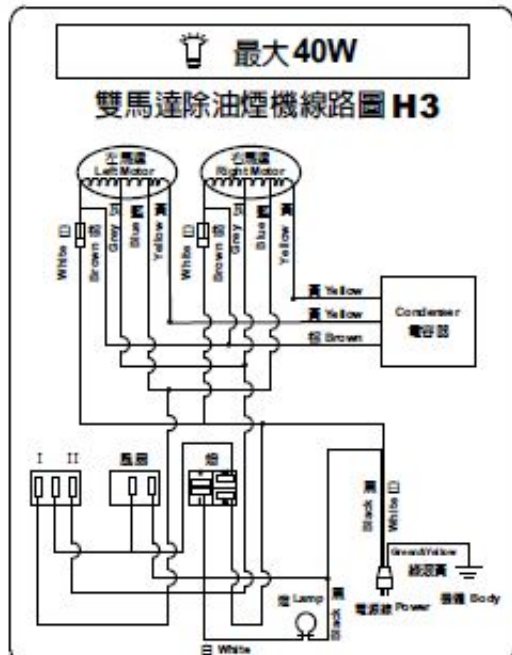 最大40W
雙馬達除油煙機線路圖 H3
左馬達
Left Motor
右馬達
Right Motor
White 白
Brown 棕
Grey 灰
Blue 藍
Yellow 黃
White 白
Brown 棕
Grey 灰
Blue 藍
Yellow 黃
黃 Yellow
黃 Yellow
棕 Brown
Condenser
電容器
I
II
風扇
燈
Black 黑
White 白
Green&Yellow
綠混黃
電源線 Power
機體 Body
燈 Lamp
Black 黑
白 White